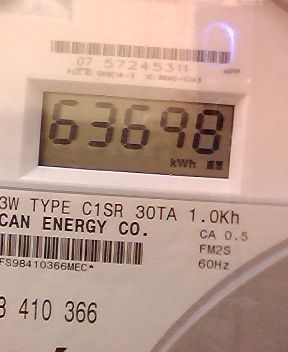 07 57245311
63698
kWh
3W TYPE C1SR 30TA 1.0Kh
CAN ENERGY CO.
CA 0.5
FM2S
60Hz
FS98410366MEC*
8 410 366